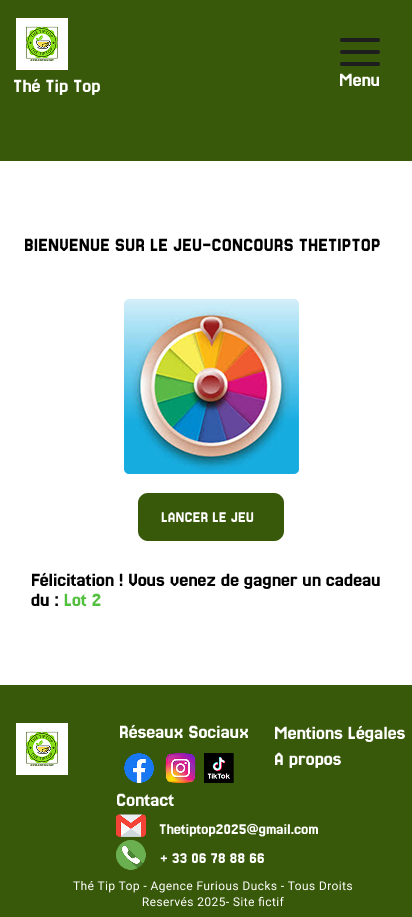 Thé Tip Top
Menu
BIENVENUE SUR LE JEU-CONCOURS THETIPTOP
LANCER LE JEU
Félicitation ! Vous venez de gagner un cadeau
du : Lot 2
Réseaux Sociaux
TikTok
Mentions Légales
A propos
Contact
Thetiptop2025@gmail.com
+ 33 06 78 88 66
Thé Tip Top - Agence Furious Ducks - Tous Droits
Reservés 2025- Site fictif